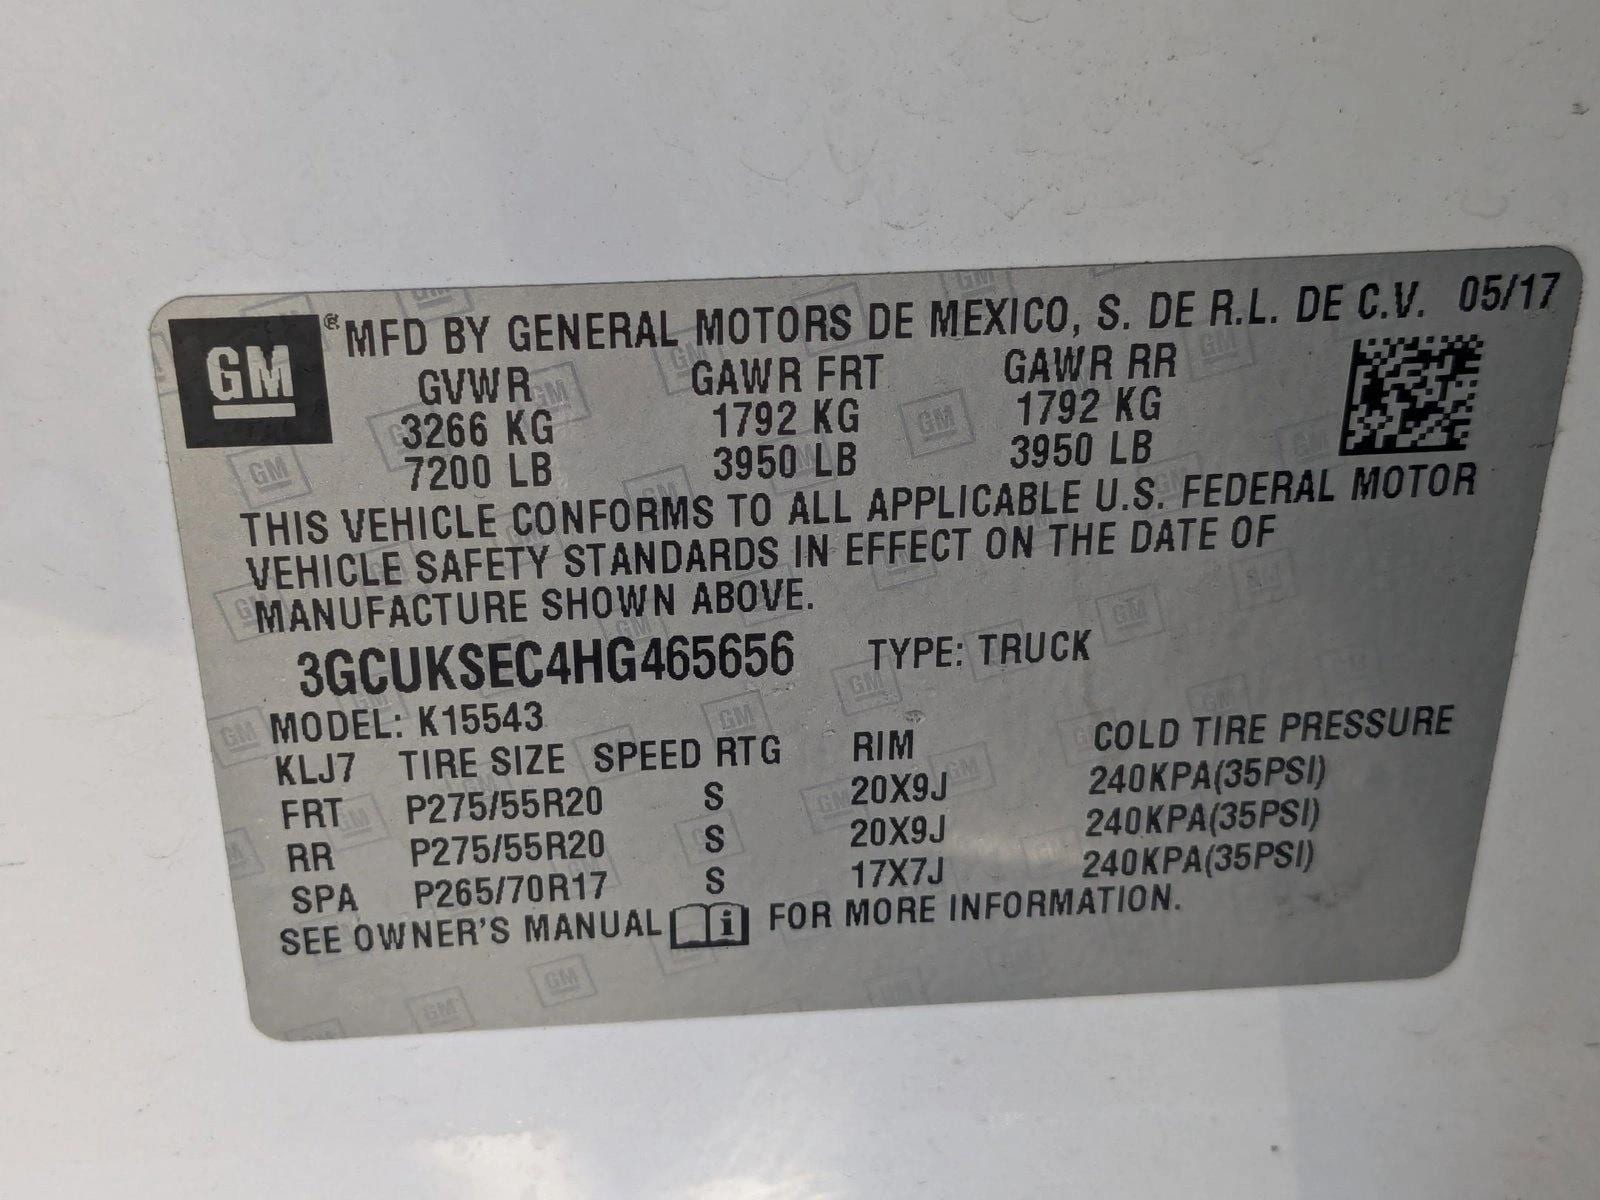 GM ® MFD BY GENERAL MOTORS DE MEXICO, S. DE R.L. DE C.V. 05/17
GVWR GAWR FRT GAWR RR
3266 KG 1792 KG 1792 KG
7200 LB 3950 LB 3950 LB
THIS VEHICLE CONFORMS TO ALL APPLICABLE U.S. FEDERAL MOTOR
VEHICLE SAFETY STANDARDS IN EFFECT ON THE DATE OF
MANUFACTURE SHOWN ABOVE.
3GCUKSEC4HG465656 TYPE: TRUCK
MODEL: K15543
KLJ7 TIRE SIZE SPEED RTG RIM COLD TIRE PRESSURE
FRT P275/55R20 S 20X9J 240KPA(35PSI)
RR P275/55R20 S 20X9J 240KPA(35PSI)
SPA P265/70R17 S 17X7J 240KPA(35PSI)
SEE OWNER'S MANUAL i FOR MORE INFORMATION.